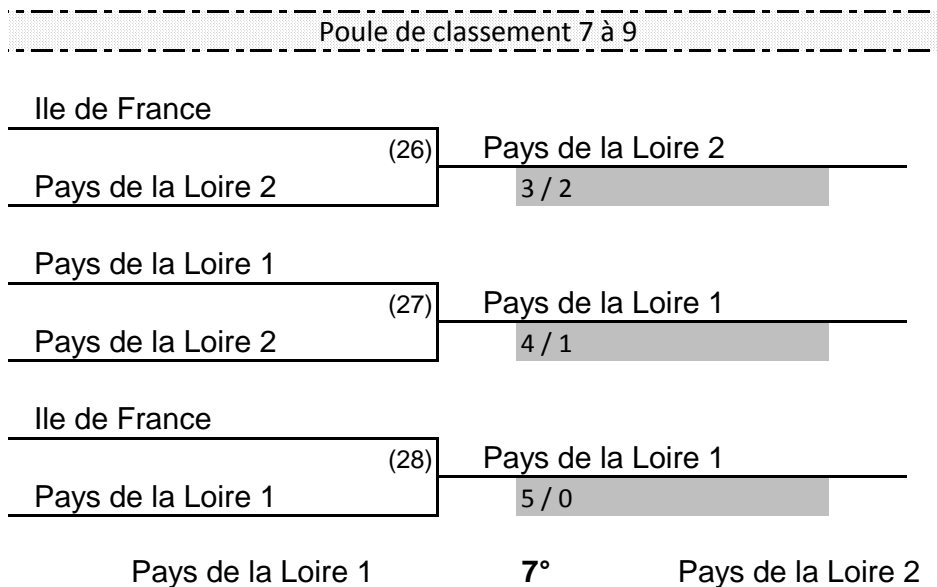 Poule de classement 7 à 9
Ile de France
(26)
Pays de la Loire 2
Pays de la Loire 2
3 / 2
Pays de la Loire 1
(27)
Pays de la Loire 1
Pays de la Loire 2
4 / 1
Ile de France
(28)
Pays de la Loire 1
Pays de la Loire 1
5 / 0
Pays de la Loire 1 7° Pays de la Loire 2